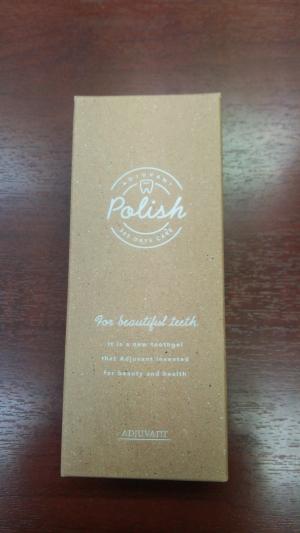 ADJUVANT
Polish
365 DAYS CARE
For beautiful teeth
It is a new toothgel
that Adjuvant invented
for beauty and health
ADJUVANT